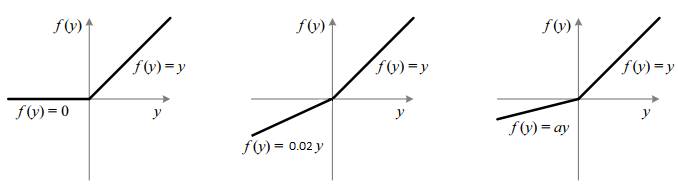 f(y)
f(y) = y
f(y) = 0
y
f(y)
f(y) = y
y
f(y) = 0.02 y
f(y)
f(y) = y
y
f(y) = ay